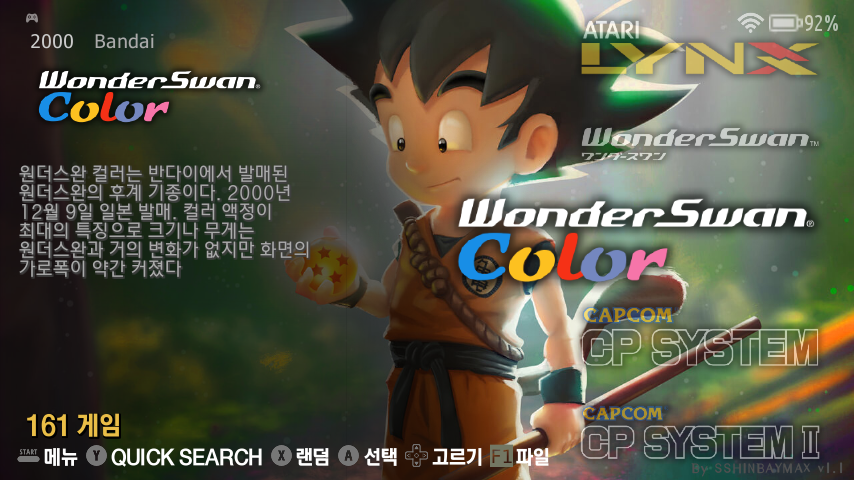 92%
2000 Bandai
WonderSwan®
Color
원더스완 컬러는 반다이에서 발매된
원더스완의 후계 기종이다. 2000년
12월 9일 일본 발매. 컬러 액정이
최대의 특징으로 크기나 무게는
원더스완과 거의 변화가 없지만 화면의
가로폭이 약간 커졌다
ATARI
LYNX
WonderSwan™
ワンダースワン
WonderSwan®
Color
CAPCOM
CP SYSTEM
CAPCOM
CP SYSTEM II
161 게임
START 메뉴 Y QUICK SEARCH X 랜덤 A 선택 고르기 F1 파일
By-SSHINBAYMAX v1.1